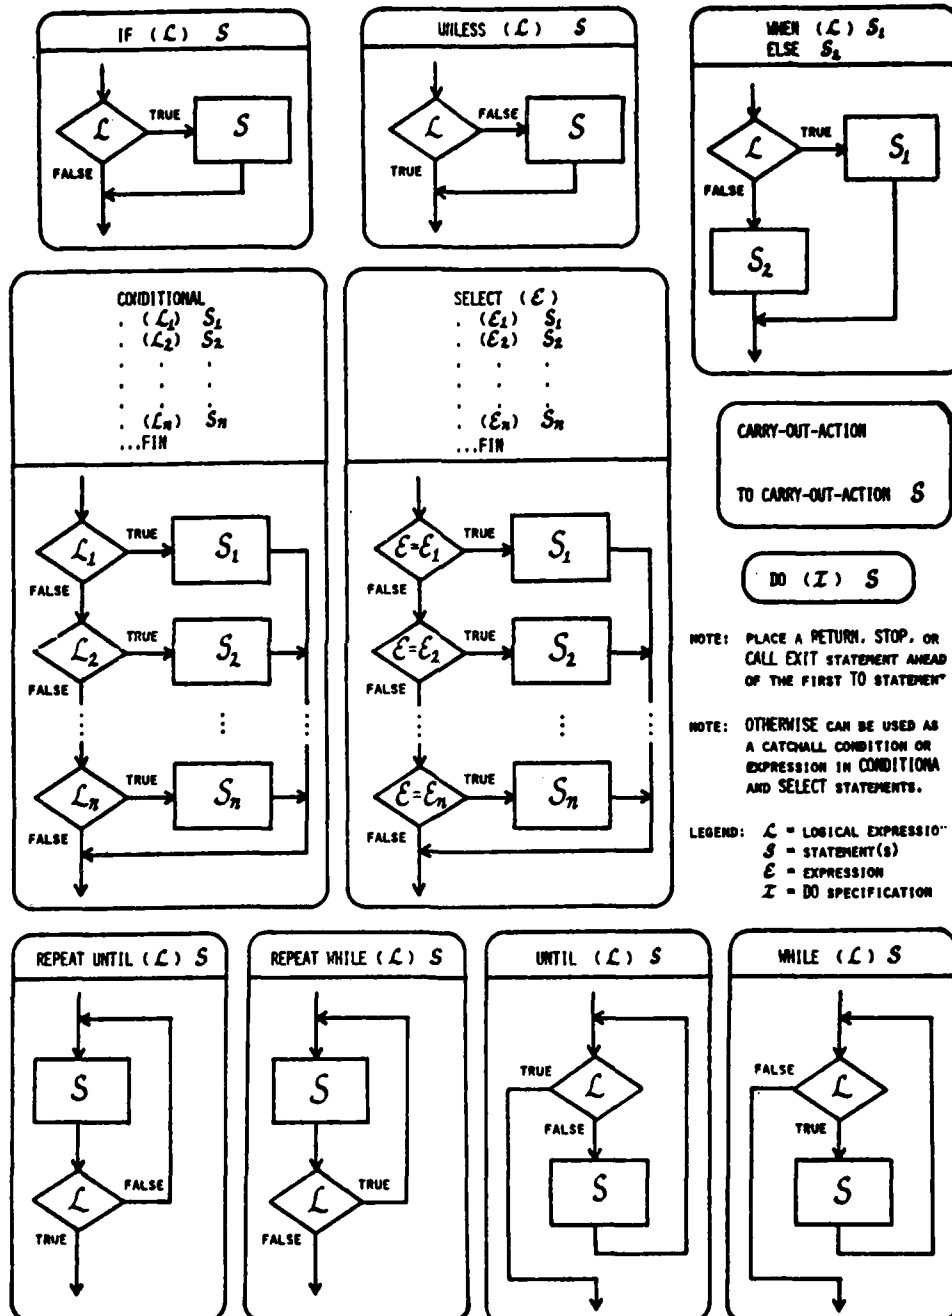 IF (ℒ) S
ℒ
TRUE
S
FALSE
UNLESS (ℒ) S
ℒ
FALSE
S
TRUE
WHEN (ℒ) S₁
ELSE S₂
ℒ
TRUE
S₁
FALSE
S₂
CONDITIONAL
. (ℒ₁) S₁
. (ℒ₂) S₂
. . .
. . .
. . .
. (ℒₙ) Sₙ
...FIN
ℒ₁
TRUE
S₁
FALSE
ℒ₂
TRUE
S₂
FALSE
...
ℒₙ
TRUE
Sₙ
FALSE
SELECT (ℰ)
. (ℰ₁) S₁
. (ℰ₂) S₂
. . .
. . .
. . .
. (ℰₙ) Sₙ
...FIN
ℰ=ℰ₁
TRUE
S₁
FALSE
ℰ=ℰ₂
TRUE
S₂
FALSE
...
ℰ=ℰₙ
TRUE
Sₙ
FALSE
CARRY-OUT-ACTION
TO CARRY-OUT-ACTION S
DO (ℐ) S
NOTE: PLACE A RETURN, STOP, OR
CALL EXIT STATEMENT AHEAD
OF THE FIRST TO STATEMEN
NOTE: OTHERWISE CAN BE USED AS
A CATCHALL CONDITION OR
EXPRESSION IN CONDITIONA
AND SELECT STATEMENTS.
LEGEND: ℒ = LOGICAL EXPRESSIO
S = STATEMENT(S)
ℰ = EXPRESSION
ℐ = DO SPECIFICATION
REPEAT UNTIL (ℒ) S
S
ℒ
FALSE
TRUE
REPEAT WHILE (ℒ) S
S
ℒ
TRUE
FALSE
UNTIL (ℒ) S
TRUE
ℒ
FALSE
S
WHILE (ℒ) S
FALSE
ℒ
TRUE
S